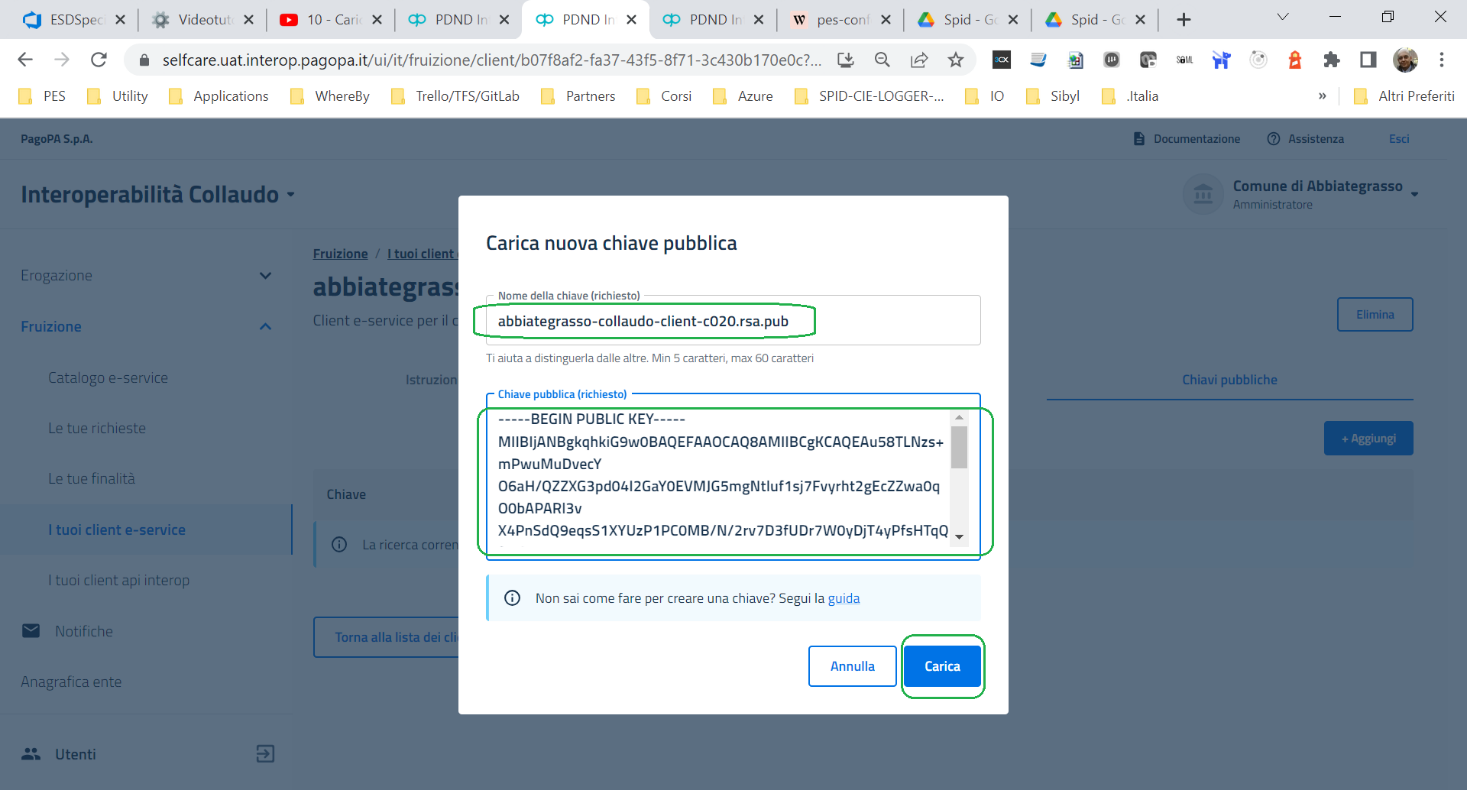 ESDSpec
Videotuto
10 - Caric
PDND In
PDND In
PDND In
pes-conf
Spid - Go
Spid - Go
selfcare.uat.interop.pagopa.it/ui/it/fruizione/client/b07f8af2-fa37-43f5-8f71-3c430b170e0c?...
PES
Utility
Applications
WhereBy
Trello/TFS/GitLab
Partners
Corsi
Azure
SPID-CIE-LOGGER-...
IO
Sibyl
.Italia
»
Altri Preferiti
PagoPA S.p.A.
Documentazione
Assistenza
Esci
Interoperabilità Collaudo
Comune di Abbiategrasso
Amministratore
Erogazione
Fruizione
Catalogo e-service
Le tue richieste
Le tue finalità
I tuoi client e-service
I tuoi client api interop
Notifiche
Anagrafica ente
Utenti
Fruizione / I tuoi client
abbiategrass
Client e-service per il c
Elimina
Istruzion
Chiavi pubbliche
+ Aggiungi
Chiave
La ricerca corren
Torna alla lista dei clie
Carica nuova chiave pubblica
Nome della chiave (richiesto)
abbiategrasso-collaudo-client-c020.rsa.pub
Ti aiuta a distinguerla dalle altre. Min 5 caratteri, max 60 caratteri
Chiave pubblica (richiesto)
-----BEGIN PUBLIC KEY-----
MIIBIjANBgkqhkiG9w0BAQEFAAOCAQ8AMIIBCgKCAQEAu58TLNzs+
mPwuMuDvecY
O6aH/QZZXG3pd04I2GaY0EVMJG5mgNtIuf1sj7Fvyrht2gEcZZwa0q
O0bAPARl3v
X4PnSdQ9eqsS1XYUzP1PC0MB/N/2rv7D3fUDr7W0yDjT4yPfsHTqQ
Non sai come fare per creare una chiave? Segui la guida
Annulla
Carica